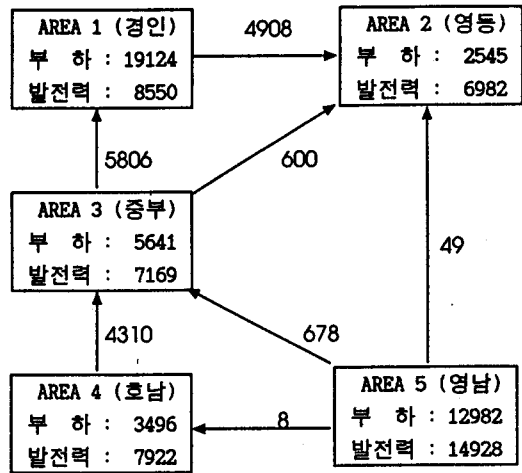 AREA 1 (경인)
부 하 : 19124
발전력 : 8550
4908
AREA 2 (영동)
부 하 : 2545
발전력 : 6982
5806
600
AREA 3 (중부)
부 하 : 5641
발전력 : 7169
49
4310
678
AREA 4 (호남)
부 하 : 3496
발전력 : 7922
8
AREA 5 (영남)
부 하 : 12982
발전력 : 14928